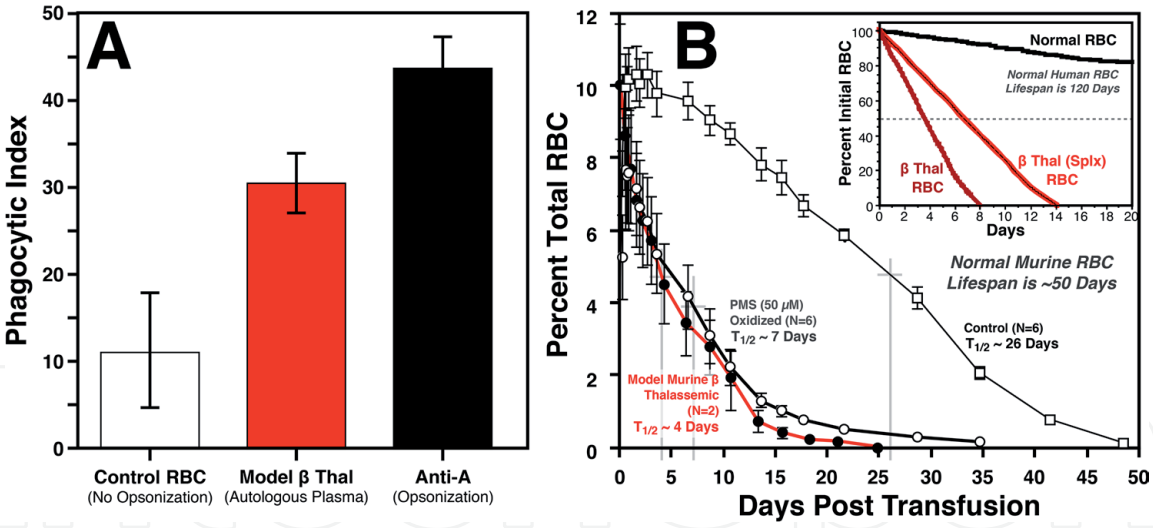 A
Phagocytic Index
50
40
30
20
10
0
Control RBC
(No Opsonization)
Model β Thal
(Autologous Plasma)
Anti-A
(Opsonization)
B
Percent Total RBC
12
10
8
6
4
2
0
0 5 10 15 20 25 30 35 40 45 50
Days Post Transfusion
PMS (50 µM)
Oxidized (N=6)
T1/2 ~ 7 Days
Model Murine β
Thalassemic
(N=2)
T1/2 ~ 4 Days
Control (N=6)
T1/2 ~ 26 Days
Normal Murine RBC
Lifespan is ~50 Days
Percent Initial RBC
100
80
60
40
20
0
0 2 4 6 8 10 12 14 16 18 20
Days
Normal RBC
Normal Human RBC
Lifespan is 120 Days
β Thal
RBC
β Thal (Splx)
RBC